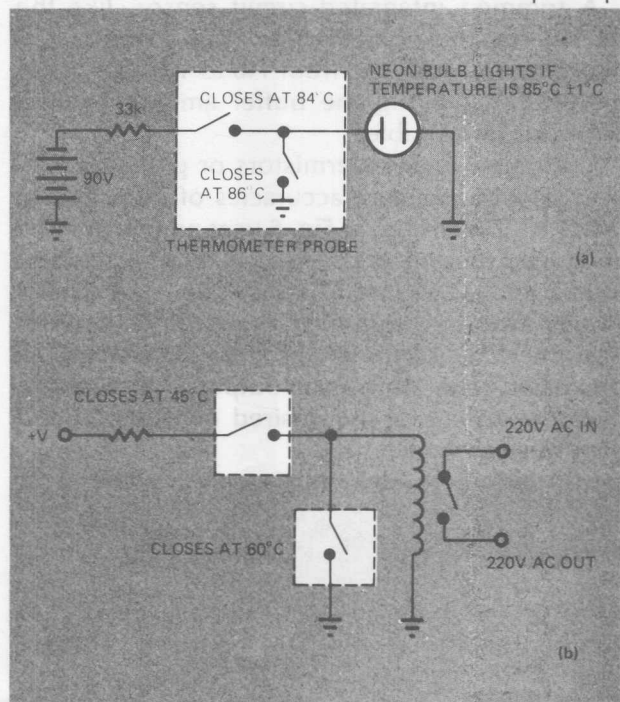 33k
CLOSES AT 84°C
NEON BULB LIGHTS IF
TEMPERATURE IS 85°C ±1°C
90V
CLOSES
AT 86°C
THERMOMETER PROBE
(a)
CLOSES AT 45°C
+V
220V AC IN
CLOSES AT 60°C
220V AC OUT
(b)